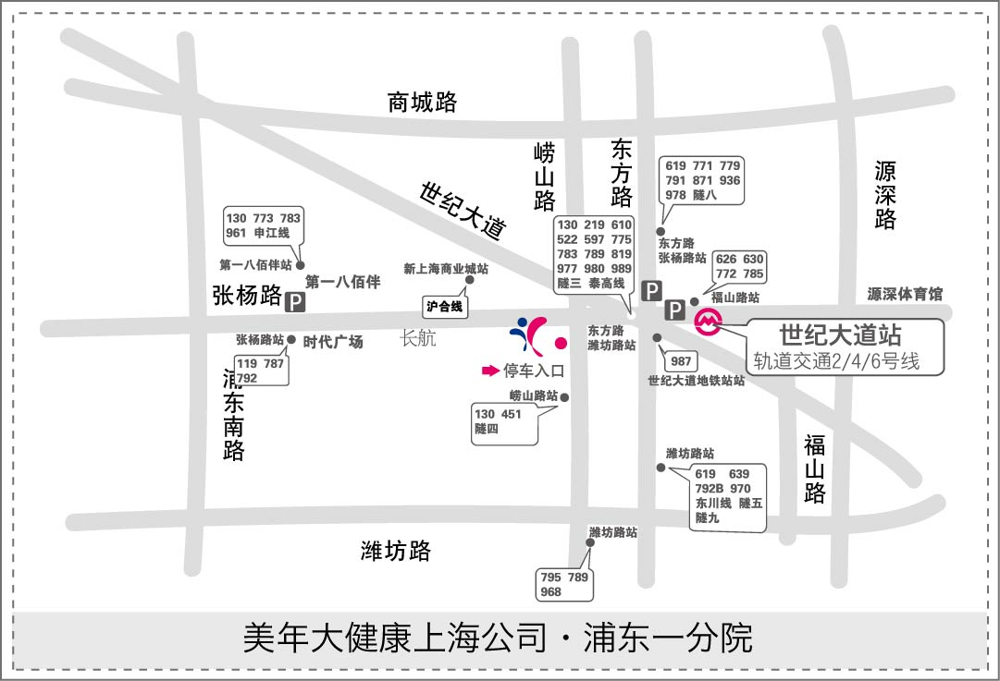 商城路
崂山路
东方路
源深路
世纪大道
619 771 779
791 871 936
978 隧八
130 773 783
961 申江线
130 219 610
522 597 775
783 789 819
977 980 989
隧三 泰高线
东方路
张杨路站
626 630
772 785
第一八佰伴站
第一八佰伴
新上海商业城站
沪合线
张杨路
P
P
P
福山路站
源深体育馆
世纪大道站
轨道交通2/4/6号线
张杨路站
时代广场
长航
东方路
潍坊路站
119 787
792
987
世纪大道地铁站站
停车入口
浦东南路
崂山路站
130 451
隧四
福山路
潍坊路站
619 639
792B 970
东川线 隧五
隧九
潍坊路站
潍坊路
795 789
968
美年大健康上海公司·浦东一分院